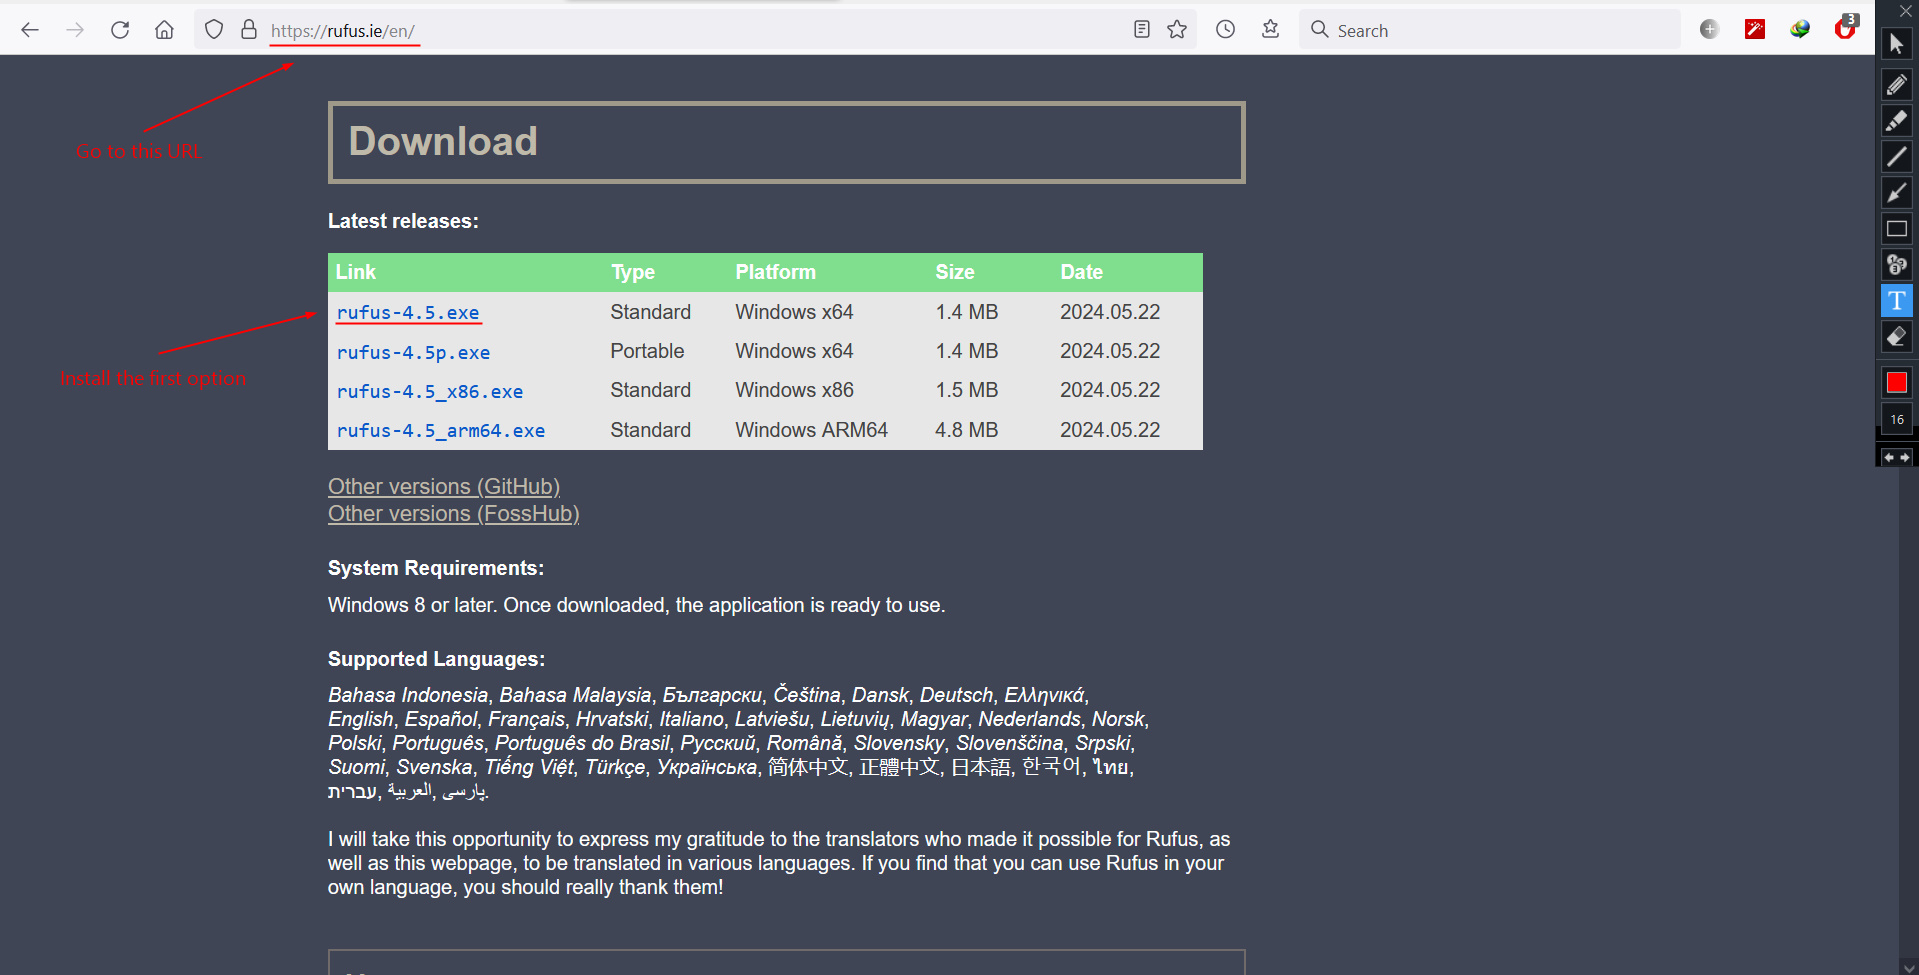 https://rufus.ie/en/
Search
3
Go to this URL
Download
Latest releases:
Link Type Platform Size Date
rufus-4.5.exe Standard Windows x64 1.4 MB 2024.05.22
rufus-4.5p.exe Portable Windows x64 1.4 MB 2024.05.22
Install the first option
rufus-4.5_x86.exe Standard Windows x86 1.5 MB 2024.05.22
rufus-4.5_arm64.exe Standard Windows ARM64 4.8 MB 2024.05.22
Other versions (GitHub)
Other versions (FossHub)
System Requirements:
Windows 8 or later. Once downloaded, the application is ready to use.
Supported Languages:
Bahasa Indonesia, Bahasa Malaysia, Български, Čeština, Dansk, Deutsch, Ελληνικά,
English, Español, Français, Hrvatski, Italiano, Latviešu, Lietuvių, Magyar, Nederlands, Norsk,
Polski, Português, Português do Brasil, Русский, Română, Slovensky, Slovenščina, Srpski,
Suomi, Svenska, Tiếng Việt, Türkçe, Українська, 简体中文, 正體中文, 日本語, 한국어, ไทย,
עברית, العربية, پارسی.
I will take this opportunity to express my gratitude to the translators who made it possible for Rufus, as
well as this webpage, to be translated in various languages. If you find that you can use Rufus in your
own language, you should really thank them!
T
16